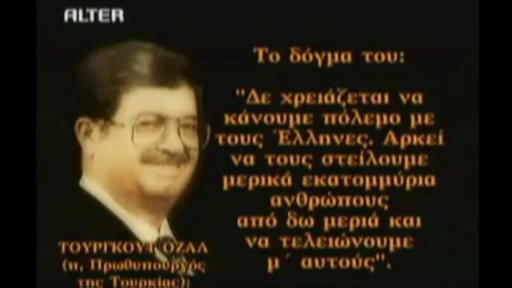 ALTER
Το δόγμα του:
"Δε χρειάζεται να
κάνουμε πόλεμο με
τους Έλληνες. Αρκεί
να τους στείλουμε
μερικά εκατομμύρια
ανθρώπους
από δω μεριά και
να τελειώνουμε
μ΄ αυτούς".
ΤΟΥΡΓΚΟΥΤ ΟΖΑΛ
(π. Πρωθυπουργός
της Τουρκίας):